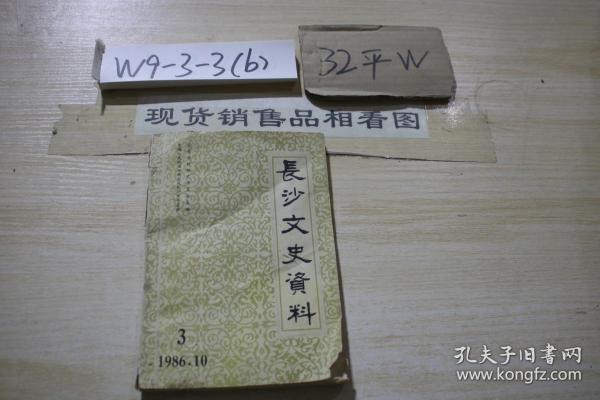 W9-3-3(b)
32平W
现货销售品相看图
長沙文史資料
3
1986.10
孔夫子旧书网
www.kongfz.com